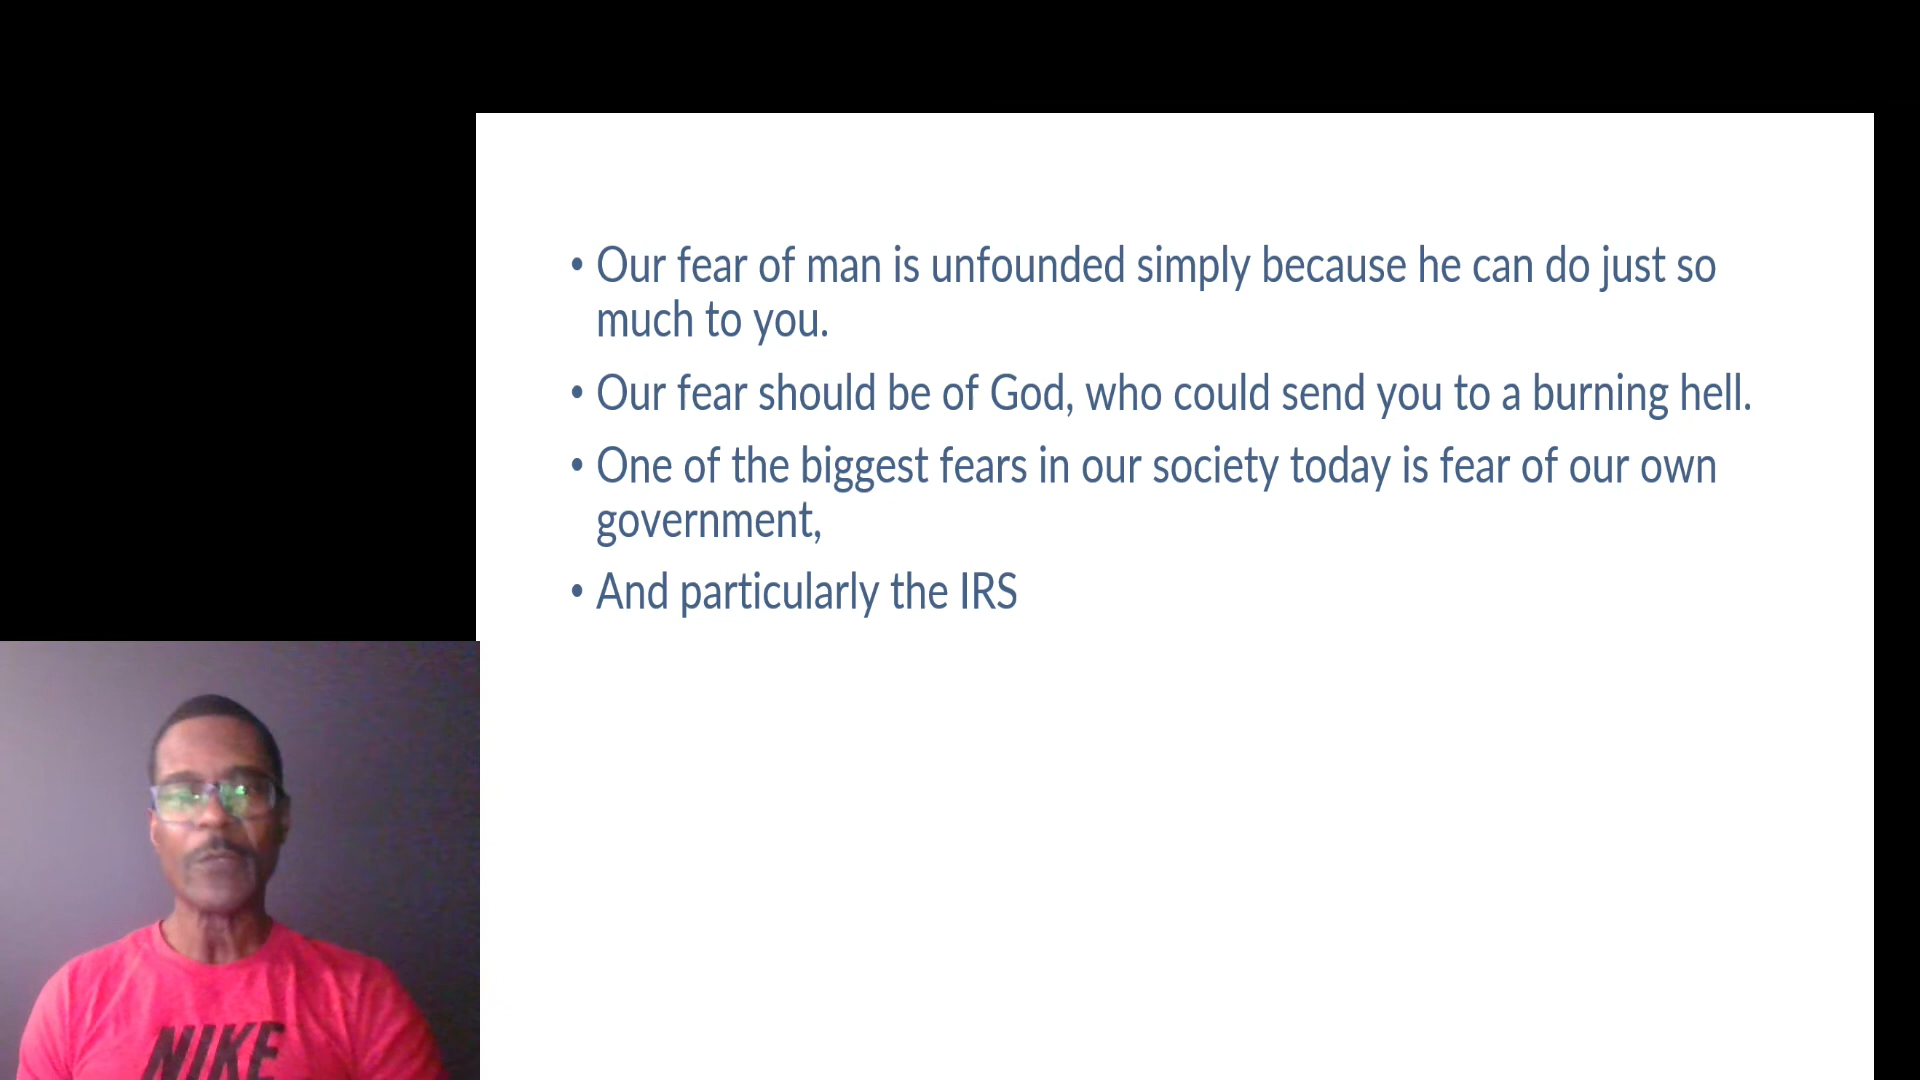 • Our fear of man is unfounded simply because he can do just so
much to you.
• Our fear should be of God, who could send you to a burning hell.
• One of the biggest fears in our society today is fear of our own
government,
• And particularly the IRS
NIKE